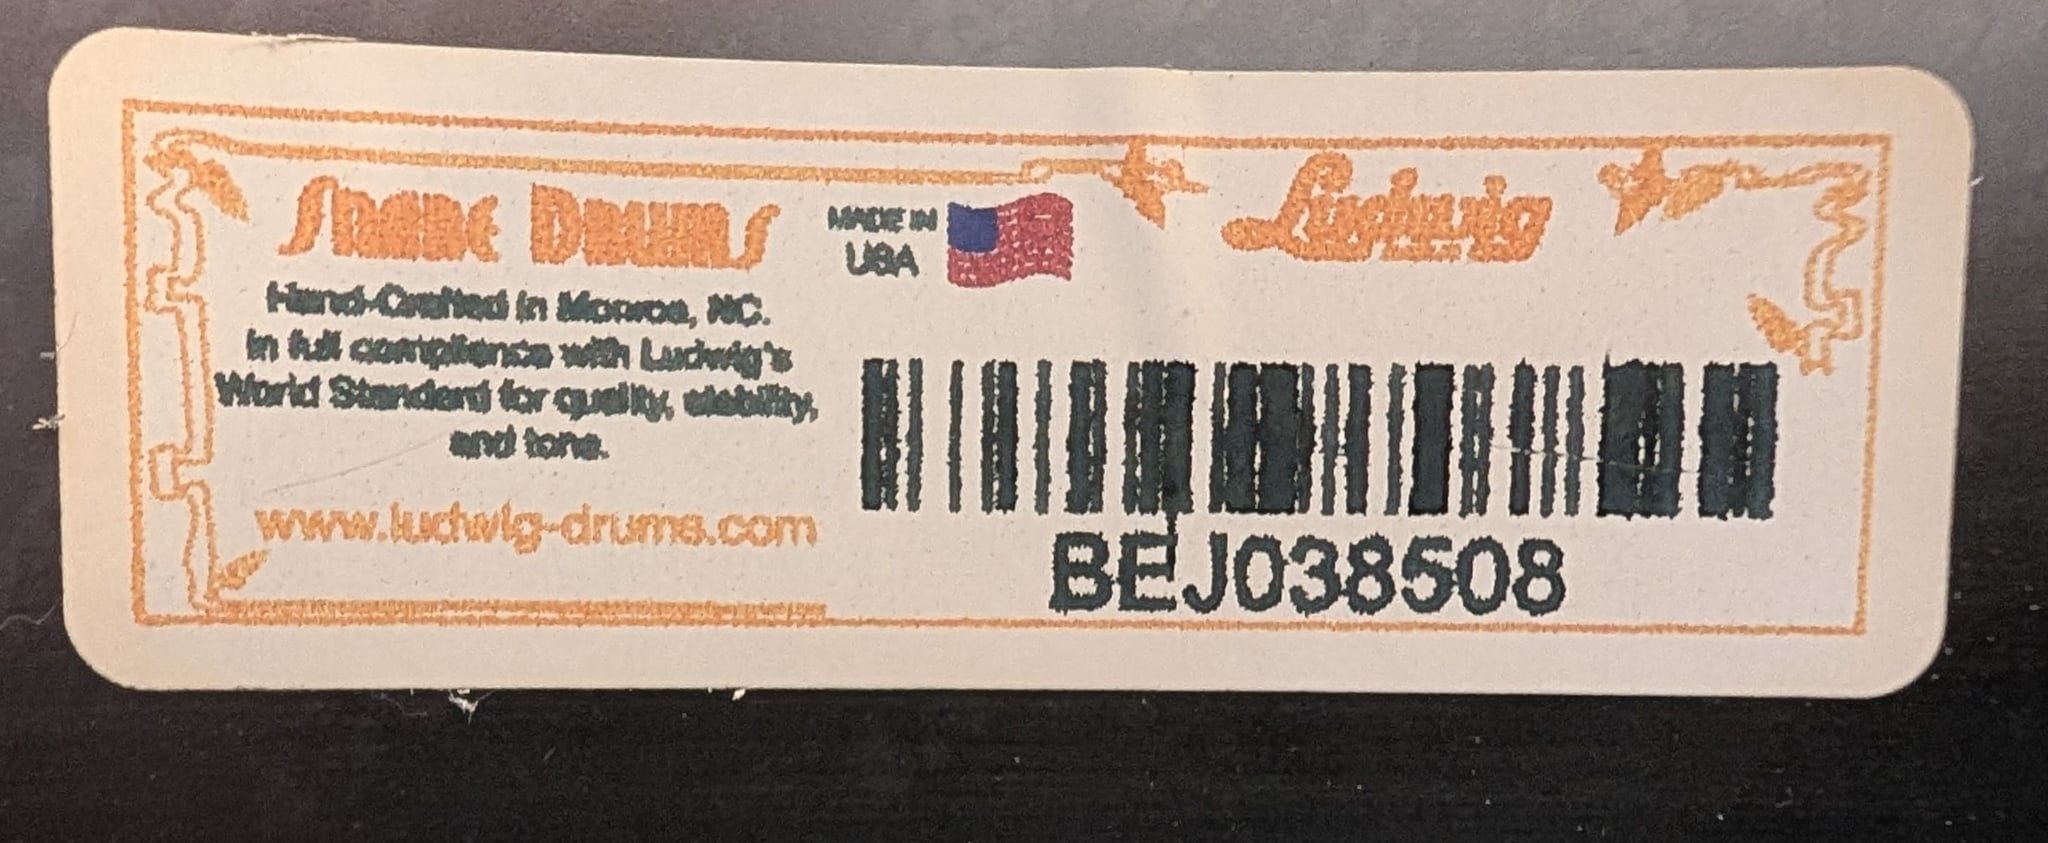 Snare Drums
MADE IN
USA
Ludwig
Hand-Crafted in Monroe, NC.
In full compliance with Ludwig's
World Standard for quality, stability,
and tone.
www.ludwig-drums.com
BEJ038508